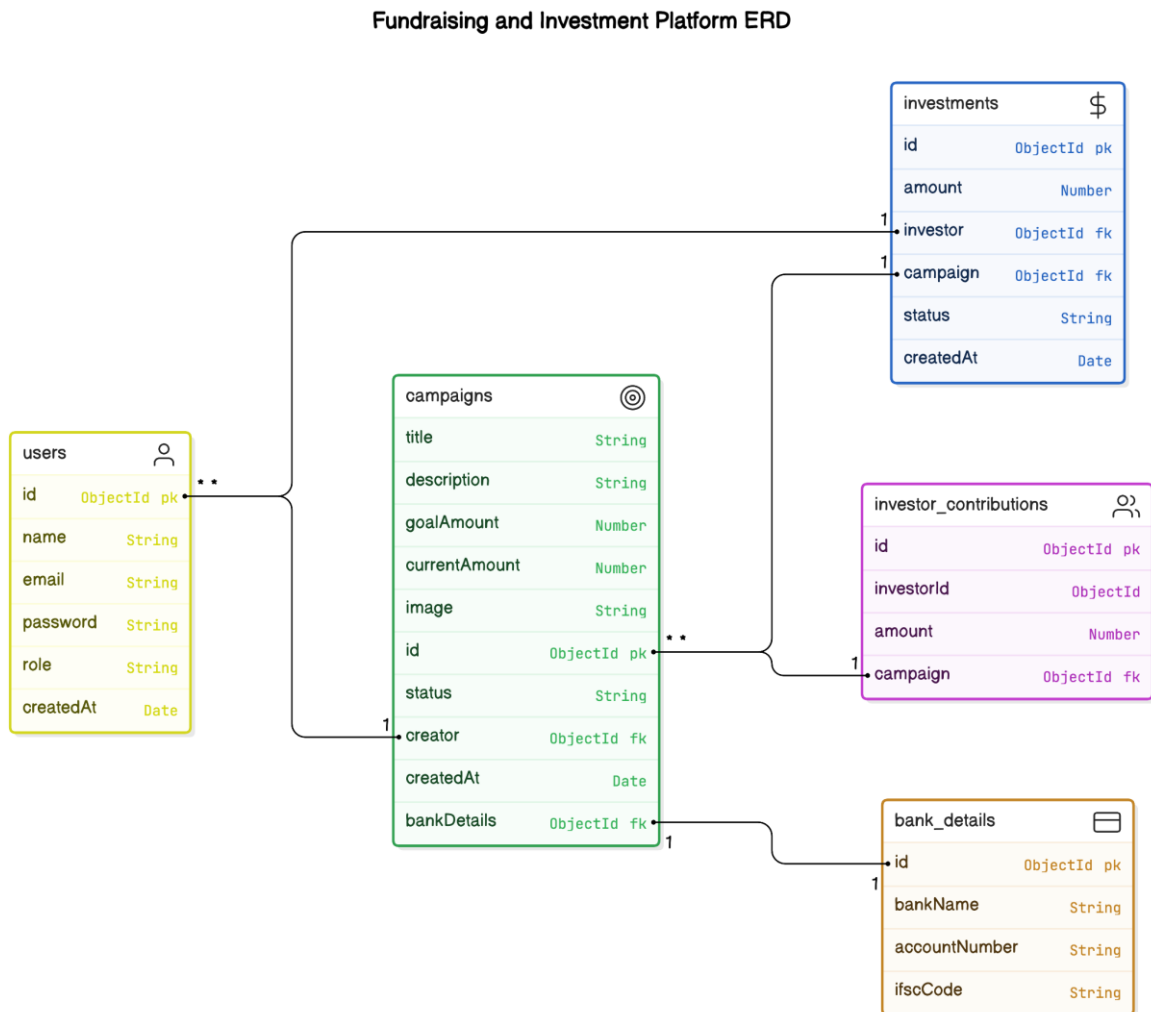 Fundraising and Investment Platform ERD
investments
id ObjectId pk
amount Number
1
investor ObjectId fk
1
campaign ObjectId fk
status String
createdAt Date
campaigns
title String
description String
goalAmount Number
currentAmount Number
image String
* *
id ObjectId pk
status String
1
creator ObjectId fk
createdAt Date
bankDetails ObjectId fk
1
users
* *
id ObjectId pk
name String
email String
password String
role String
createdAt Date
investor_contributions
id ObjectId pk
investorId ObjectId
amount Number
1
campaign ObjectId fk
bank_details
id ObjectId pk
1
bankName String
accountNumber String
ifscCode String